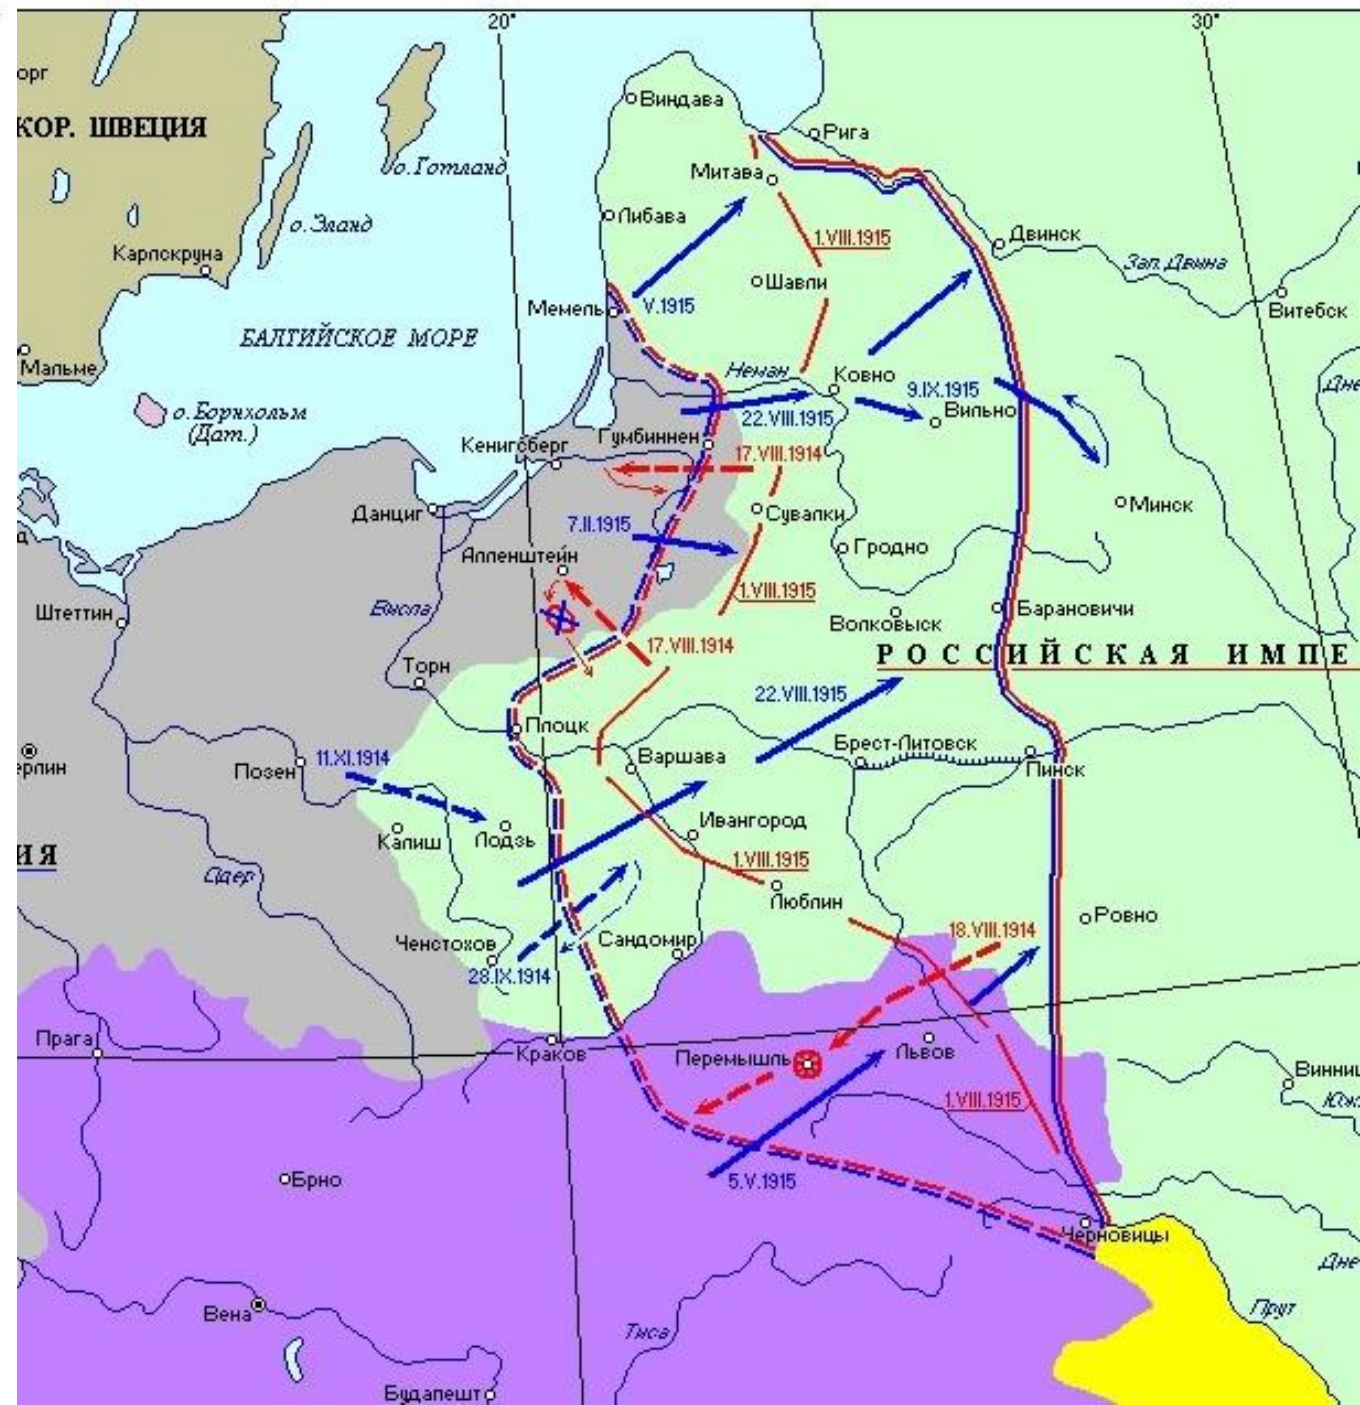 20°
30°
орг
Виндава
КОР. ШВЕЦИЯ
Рига
о. Готланд
Митава
о. Эланд
Либава
1.VIII.1915
Двинск
Карлскруна
Зап. Двина
Шавли
Мемель
V.1915
Витебск
БАЛТИЙСКОЕ МОРЕ
Мальме
Неман
Ковно
9.IX.1915
Дне
о. Борнхольм
(Дат.)
22.VIII.1915
Вильно
Кенигсберг
Гумбиннен
17.VIII.1914
Данциг
Сувалки
Минск
7.II.1915
Алленштейн
Гродно
1.VIII.1915
Штеттин
Висла
Волковыск
Барановичи
17.VIII.1914
РОССИЙСКАЯ ИМПЕ
Торн
22.VIII.1915
Плоцк
Брест-Литовск
11.XI.1914
Варшава
ерлин
Позен
Пинск
Ивангород
Калиш
Лодзь
ИЯ
1.VIII.1915
Одер
Люблин
Ровно
18.VIII.1914
Ченстохов
Сандомир
28.IX.1914
Прага
Краков
Перемышль
Львов
Винниц
Юж
1.VIII.1915
Брно
5.V.1915
Черновицы
Дне
Вена
Прут
Тиса
Будапешт